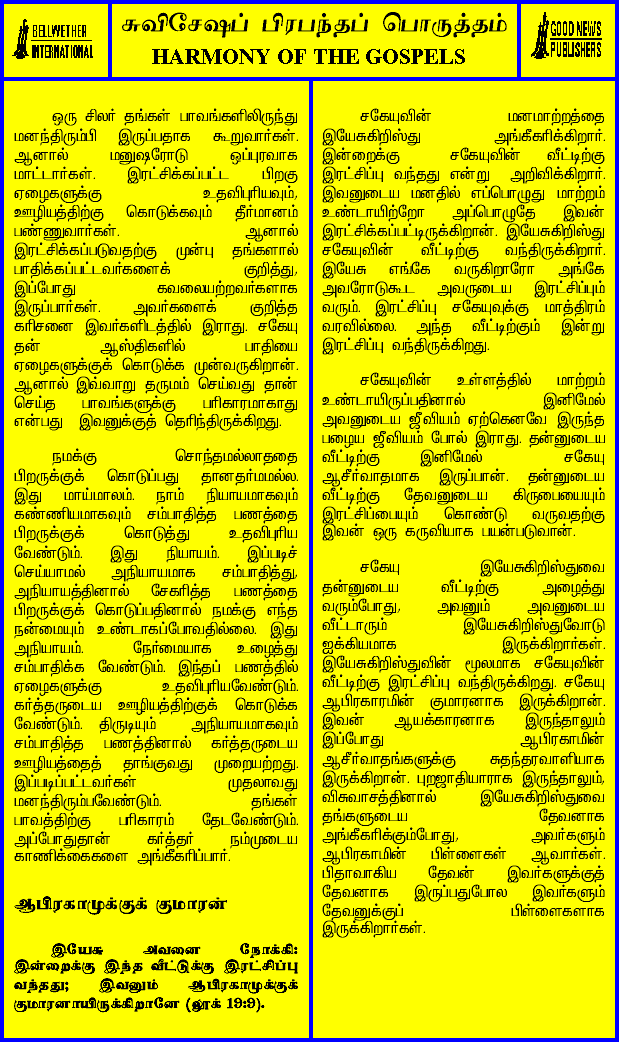 BELLWETHER
INTERNATIONAL
சுவிசேஷப் பிரபந்தப் பொருத்தம்
HARMONY OF THE GOSPELS
GOOD NEWS
PUBLISHERS
ஒரு சிலர் தங்கள் பாவங்களிலிருந்து
மனந்திரும்பி இருப்பதாக கூறுவார்கள்.
ஆனால் மனுஷரோடு ஒப்புரவாக
மாட்டார்கள். இரட்சிக்கப்பட்ட பிறகு
ஏழைகளுக்கு உதவிபுரியவும்,
ஊழியத்திற்கு கொடுக்கவும் தீர்மானம்
பண்ணுவார்கள். ஆனால்
இரட்சிக்கப்படுவதற்கு முன்பு தங்களால்
பாதிக்கப்பட்டவர்களைக் குறித்து,
இப்போது கவலையற்றவர்களாக
இருப்பார்கள். அவர்களைக் குறித்த
கரிசனை இவர்களிடத்தில் இராது. சகேயு
தன் ஆஸ்திகளில் பாதியை
ஏழைகளுக்குக் கொடுக்க முன்வருகிறான்.
ஆனால் இவ்வாறு தருமம் செய்வது தான்
செய்த பாவங்களுக்கு பரிகாரமாகாது
என்பது இவனுக்குத் தெரிந்திருக்கிறது.
நமக்கு சொந்தமல்லாததை
பிறருக்குக் கொடுப்பது தானதர்மமல்ல.
இது மாய்மாலம். நாம் நியாயமாகவும்
கண்ணியமாகவும் சம்பாதித்த பணத்தை
பிறருக்குக் கொடுத்து உதவிபுரிய
வேண்டும். இது நியாயம். இப்படிச்
செய்யாமல் அநியாயமாக சம்பாதித்து,
அநியாயத்தினால் சேகரித்த பணத்தை
பிறருக்குக் கொடுப்பதினால் நமக்கு எந்த
நன்மையும் உண்டாகப்போவதில்லை. இது
அநியாயம். நேர்மையாக உழைத்து
சம்பாதிக்க வேண்டும். இந்தப் பணத்தில்
ஏழைகளுக்கு உதவிபுரியவேண்டும்.
கர்த்தருடைய ஊழியத்திற்குக் கொடுக்க
வேண்டும். திருடியும் அநியாயமாகவும்
சம்பாதித்த பணத்தினால் கர்த்தருடைய
ஊழியத்தைத் தாங்குவது முறையற்றது.
இப்படிப்பட்டவர்கள் முதலாவது
மனந்திரும்பவேண்டும். தங்கள்
பாவத்திற்கு பரிகாரம் தேடவேண்டும்.
அப்போதுதான் கர்த்தர் நம்முடைய
காணிக்கைகளை அங்கீகரிப்பார்.
ஆபிரகாமுக்குக் குமாரன்
இயேசு அவனை நோக்கி:
இன்றைக்கு இந்த வீட்டுக்கு இரட்சிப்பு
வந்தது; இவனும் ஆபிரகாமுக்குக்
குமாரனாயிருக்கிறானே (லூக் 19:9).
சகேயுவின் மனமாற்றத்தை
இயேசுகிறிஸ்து அங்கீகரிக்கிறார்.
இன்றைக்கு சகேயுவின் வீட்டிற்கு
இரட்சிப்பு வந்தது என்று அறிவிக்கிறார்.
இவனுடைய மனதில் எப்பொழுது மாற்றம்
உண்டாயிற்றோ அப்பொழுதே இவன்
இரட்சிக்கப்பட்டிருக்கிறான். இயேசுகிறிஸ்து
சகேயுவின் வீட்டிற்கு வந்திருக்கிறார்.
இயேசு எங்கே வருகிறாரோ அங்கே
அவரோடுகூட அவருடைய இரட்சிப்பும்
வரும். இரட்சிப்பு சகேயுவுக்கு மாத்திரம்
வரவில்லை. அந்த வீட்டிற்கும் இன்று
இரட்சிப்பு வந்திருக்கிறது.
சகேயுவின் உள்ளத்தில் மாற்றம்
உண்டாயிருப்பதினால் இனிமேல்
அவனுடைய ஜீவியம் ஏற்கெனவே இருந்த
பழைய ஜீவியம் போல் இராது. தன்னுடைய
வீட்டிற்கு இனிமேல் சகேயு
ஆசீர்வாதமாக இருப்பான். தன்னுடைய
வீட்டிற்கு தேவனுடைய கிருபையையும்
இரட்சிப்பையும் கொண்டு வருவதற்கு
இவன் ஒரு கருவியாக பயன்படுவான்.
சகேயு இயேசுகிறிஸ்துவை
தன்னுடைய வீட்டிற்கு அழைத்து
வரும்போது, அவனும் அவனுடைய
வீட்டாரும் இயேசுகிறிஸ்துவோடு
ஐக்கியமாக இருக்கிறார்கள்.
இயேசுகிறிஸ்துவின் மூலமாக சகேயுவின்
வீட்டிற்கு இரட்சிப்பு வந்திருக்கிறது. சகேயு
ஆபிரகாரமின் குமாரனாக இருக்கிறான்.
இவன் ஆயக்காரனாக இருந்தாலும்
இப்போது ஆபிரகாமின்
ஆசீர்வாதங்களுக்கு சுதந்தரவாளியாக
இருக்கிறான். புறஜாதியாராக இருந்தாலும்,
விசுவாசத்தினால் இயேசுகிறிஸ்துவை
தங்களுடைய தேவனாக
அங்கீகரிக்கும்போது, அவர்களும்
ஆபிரகாமின் பிள்ளைகள் ஆவார்கள்.
பிதாவாகிய தேவன் இவர்களுக்குத்
தேவனாக இருப்பதுபோல இவர்களும்
தேவனுக்குப் பிள்ளைகளாக
இருக்கிறார்கள்.